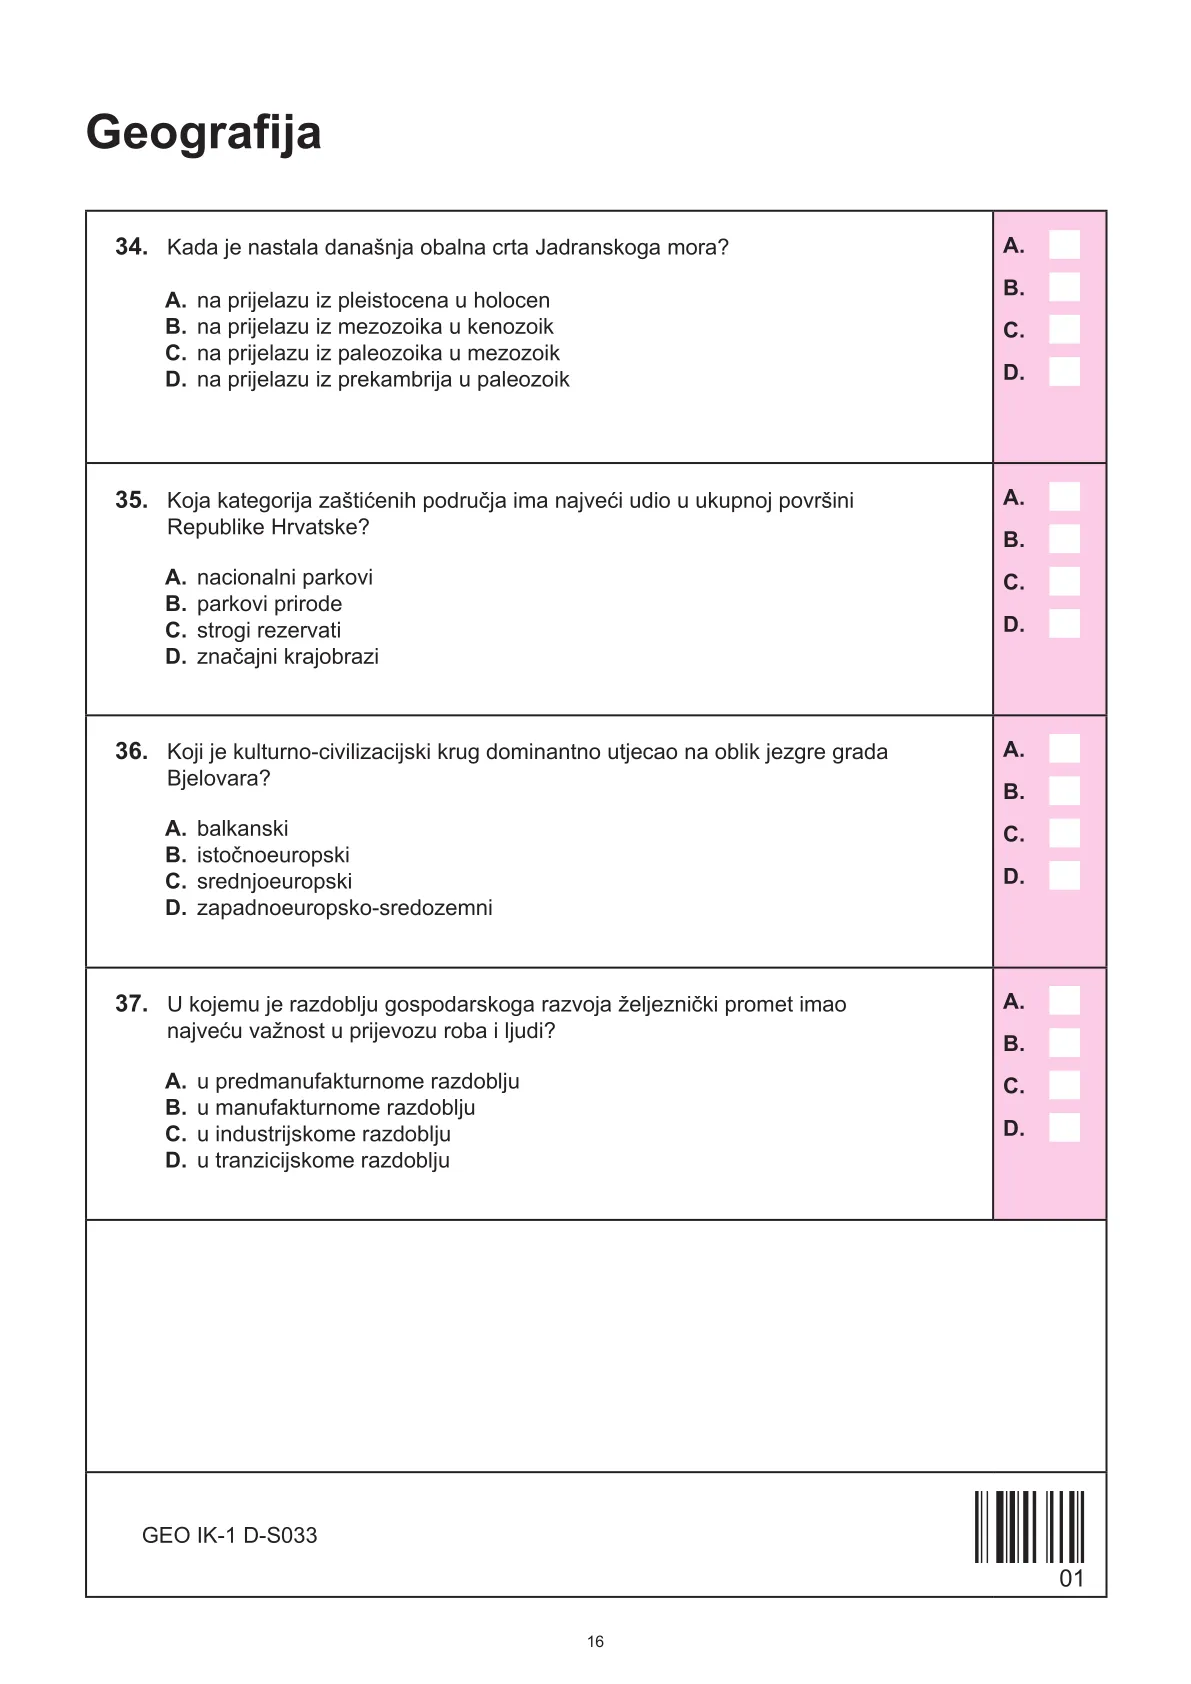 Geografija
34. Kada je nastala današnja obalna crta Jadranskoga mora?
A. na prijelazu iz pleistocena u holocen
B. na prijelazu iz mezozoika u kenozoik
C. na prijelazu iz paleozoika u mezozoik
D. na prijelazu iz prekambrija u paleozoik
A.
B.
C.
D.
35. Koja kategorija zaštićenih područja ima najveći udio u ukupnoj površini
Republike Hrvatske?
A. nacionalni parkovi
B. parkovi prirode
C. strogi rezervati
D. značajni krajobrazi
A.
B.
C.
D.
36. Koji je kulturno-civilizacijski krug dominantno utjecao na oblik jezgre grada
Bjelovara?
A. balkanski
B. istočnoeuropski
C. srednjoeuropski
D. zapadnoeuropsko-sredozemni
A.
B.
C.
D.
37. U kojemu je razdoblju gospodarskoga razvoja željeznički promet imao
najveću važnost u prijevozu roba i ljudi?
A. u predmanufakturnome razdoblju
B. u manufakturnome razdoblju
C. u industrijskome razdoblju
D. u tranzicijskome razdoblju
A.
B.
C.
D.
GEO IK-1 D-S033
01
16